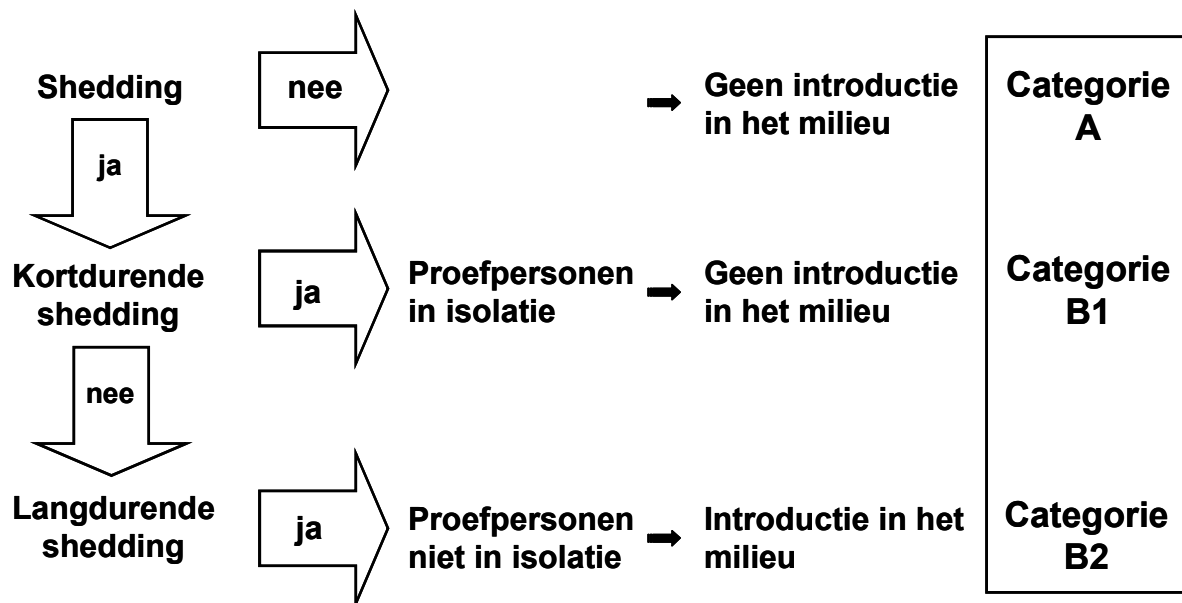 Shedding
nee
Geen introductie
in het milieu
Categorie
A
ja
Kortdurende
shedding
ja
Proefpersonen
in isolatie
Geen introductie
in het milieu
Categorie
B1
nee
Langdurende
shedding
ja
Proefpersonen
niet in isolatie
Introductie in het
milieu
Categorie
B2